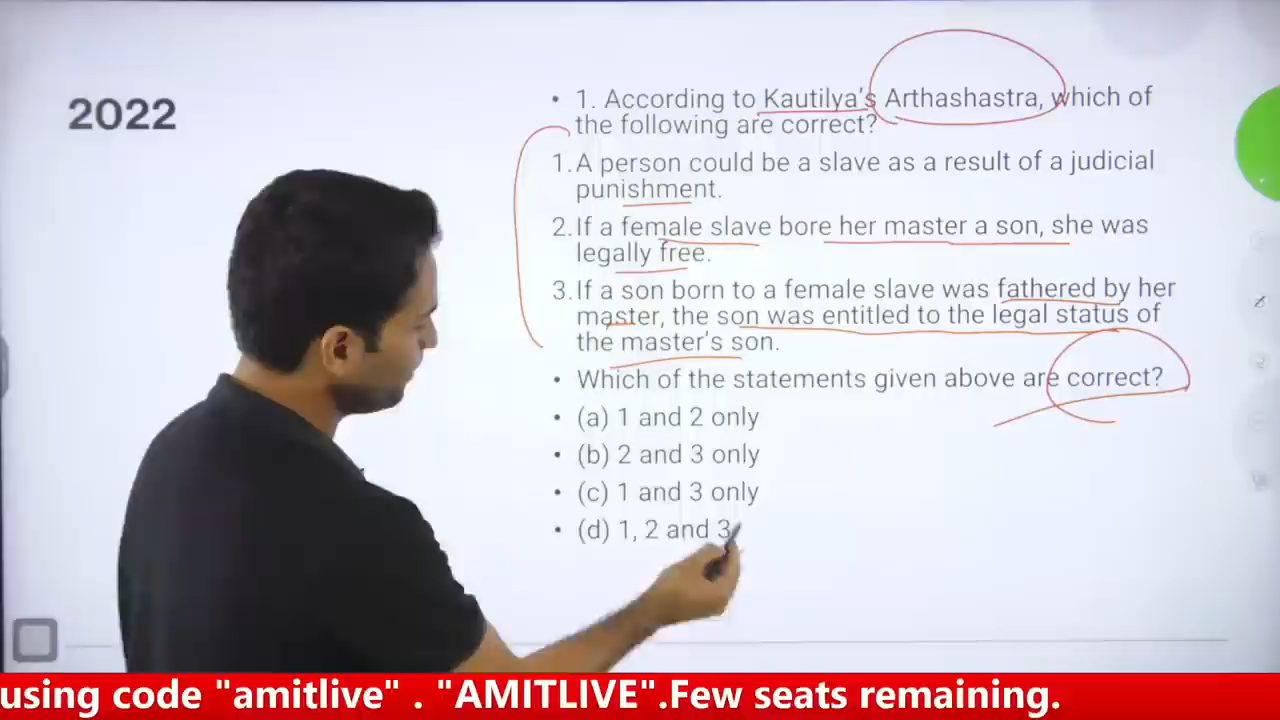 2022
• 1. According to Kautilya's Arthashastra, which of
the following are correct?
1. A person could be a slave as a result of a judicial
punishment.
2. If a female slave bore her master a son, she was
legally free.
3. If a son born to a female slave was fathered by her
master, the son was entitled to the legal status of
the master's son.
• Which of the statements given above are correct?
• (a) 1 and 2 only
• (b) 2 and 3 only
• (c) 1 and 3 only
• (d) 1, 2 and 3
using code "amitlive" . "AMITLIVE".Few seats remaining.